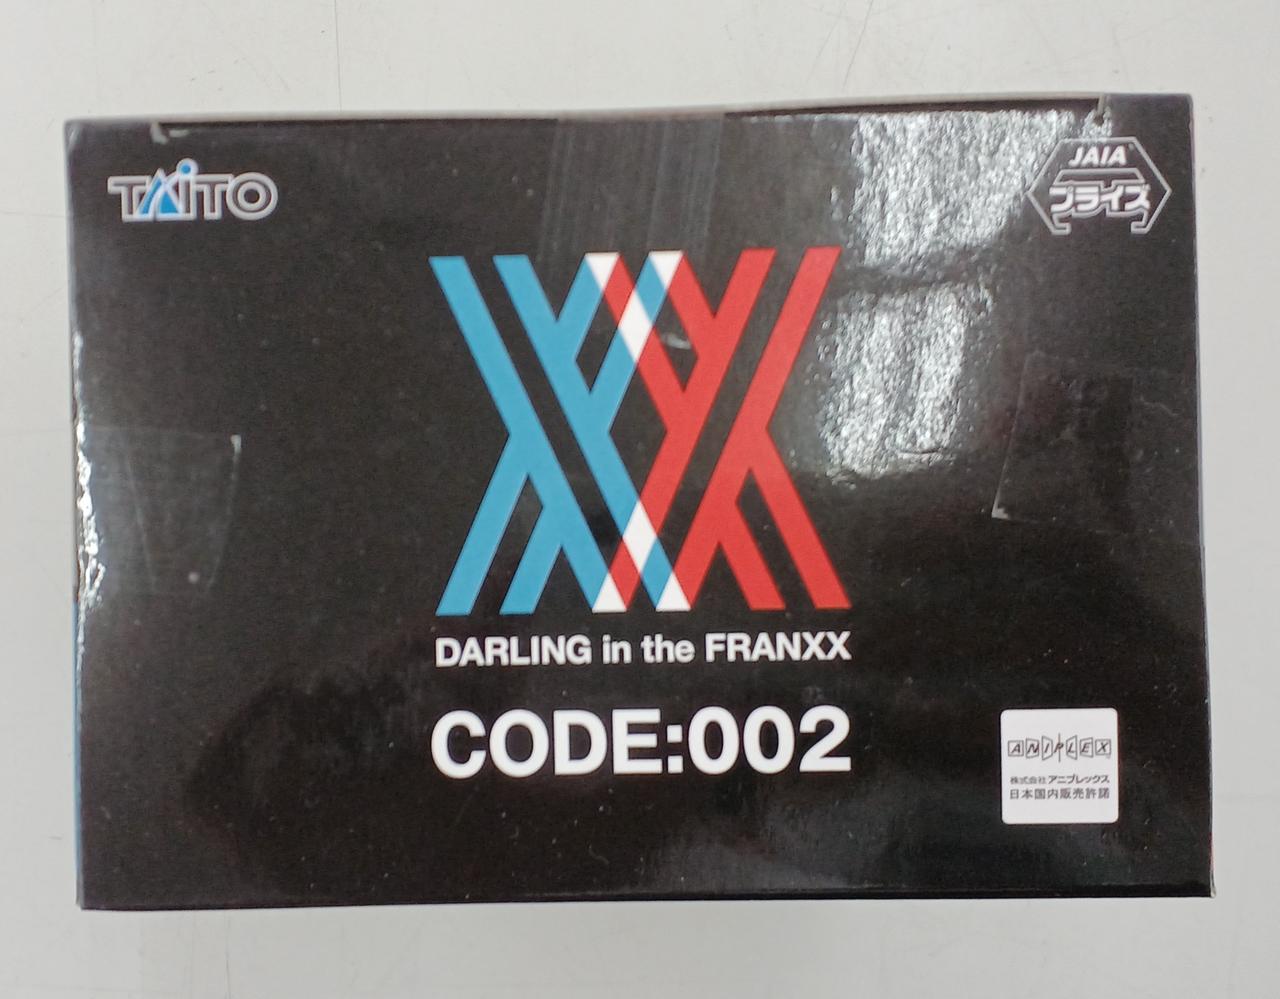 TAiTO
JAIA
プライズ
DARLING in the FRANXX
CODE:002
ANIPLEX
株式会社アニプレックス
日本国内販売許諾